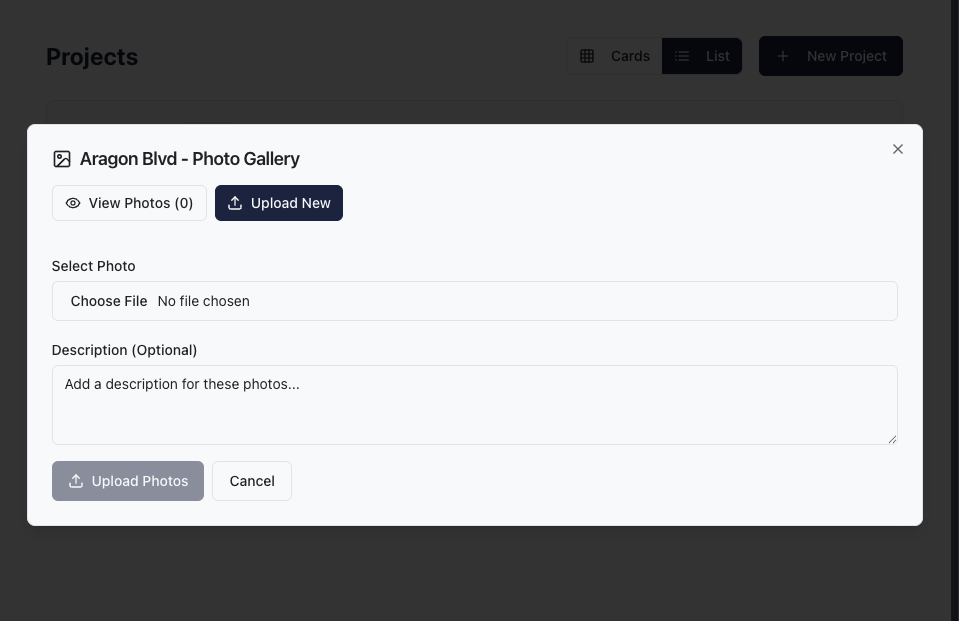 Projects
Cards
List
New Project
Aragon Blvd - Photo Gallery
View Photos (0)
Upload New
Select Photo
Choose File No file chosen
Description (Optional)
Add a description for these photos...
Upload Photos
Cancel